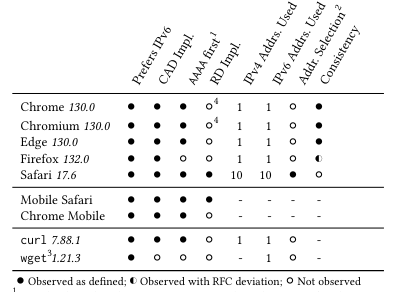 Prefers IPv6
CAD Impl.
AAAA first 1
RD Impl.
IPv4 Addrs. Used
IPv6 Addrs. Used
Addr. Selection 2
Consistency
Chrome 130.0 ● ● ● ○4 1 1 ○ ●
Chromium 130.0 ● ● ● ○4 1 1 ○ ●
Edge 130.0 ● ● ● ○ 1 1 ○ ●
Firefox 132.0 ● ● ○ ○ 1 1 ○ ◐
Safari 17.6 ● ● ● ● 10 10 ● ○
Mobile Safari ● ● ● ● - - - -
Chrome Mobile ● ● ● ○ - - - -
curl 7.88.1 ● ● ● ○ 1 1 ○ -
wget3 1.21.3 ● ○ ○ ○ - 1 ○ -
● Observed as defined; ◐ Observed with RFC deviation; ○ Not observed
1